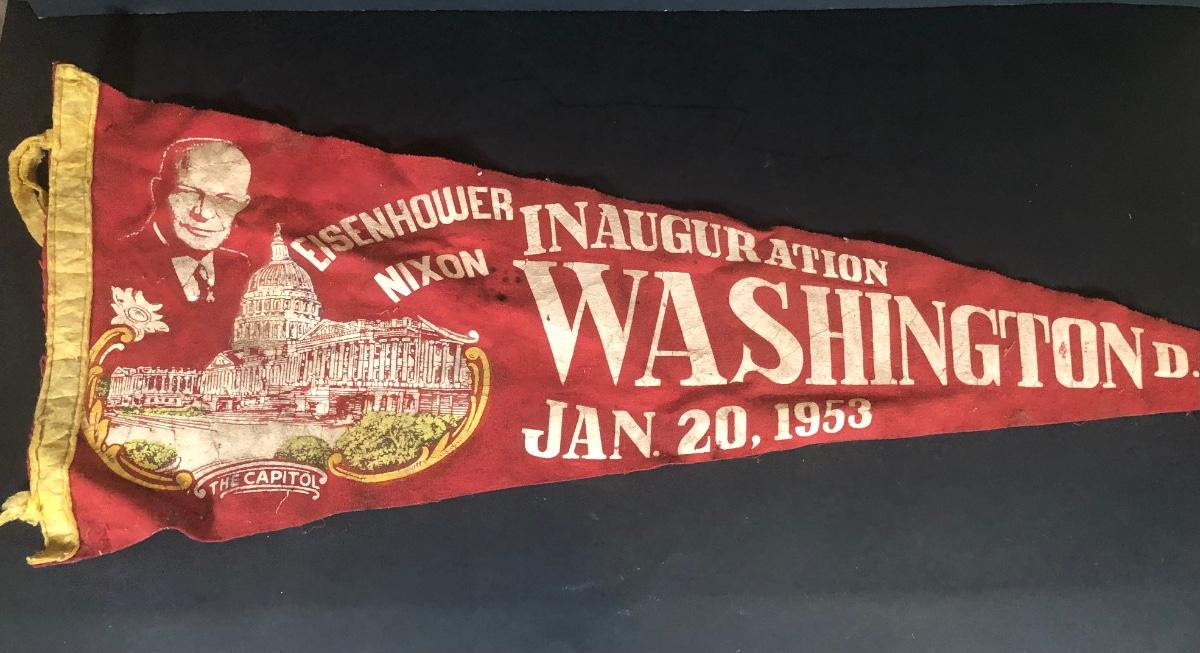 EISENHOWER
NIXON
INAUGURATION
WASHINGTON D.
JAN. 20, 1953
THE CAPITOL